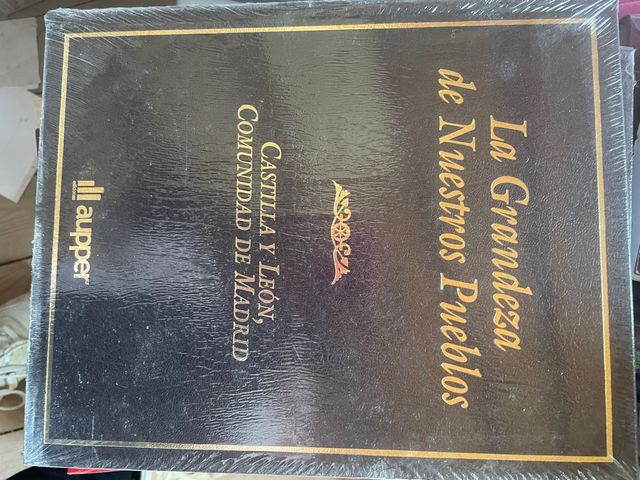 La Grandeza
de Nuestros Pueblos
CASTILLA Y LEÓN,
COMUNIDAD DE MADRID
aupper